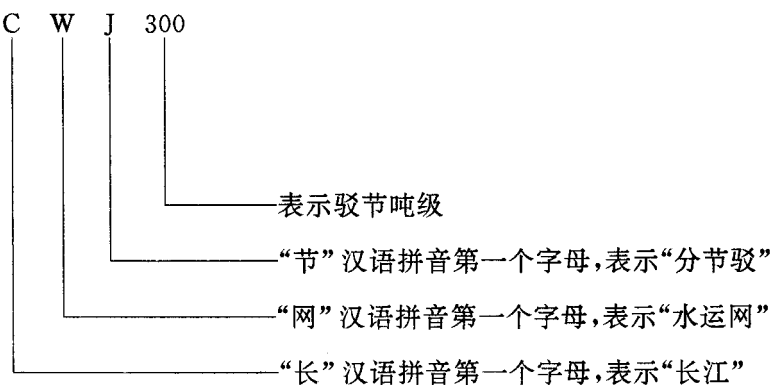 C W J 300
表示驳节吨级
“节”汉语拼音第一个字母,表示“分节驳”
“网”汉语拼音第一个字母,表示“水运网”
“长”汉语拼音第一个字母,表示“长江”